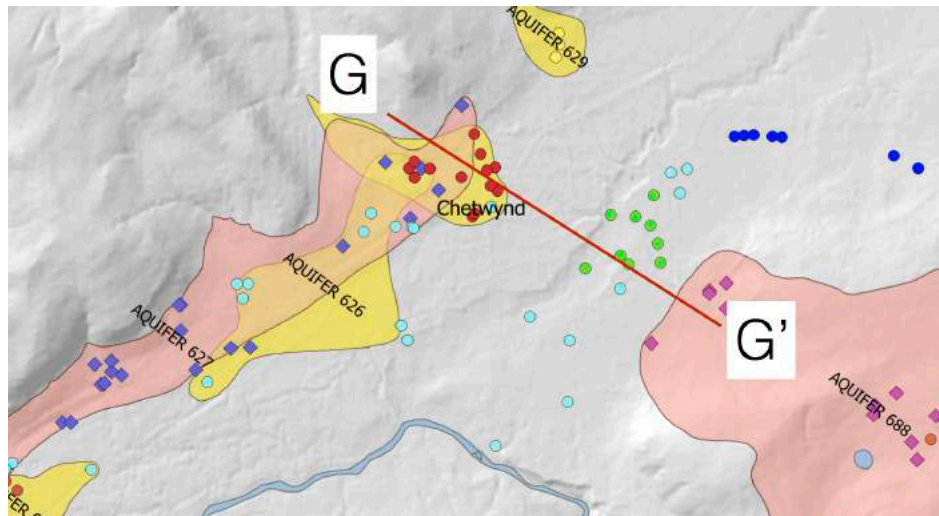 AQUIFER 629
G
Chetwynd
AQUIFER 626
AQUIFER 627
G'
AQUIFER 688